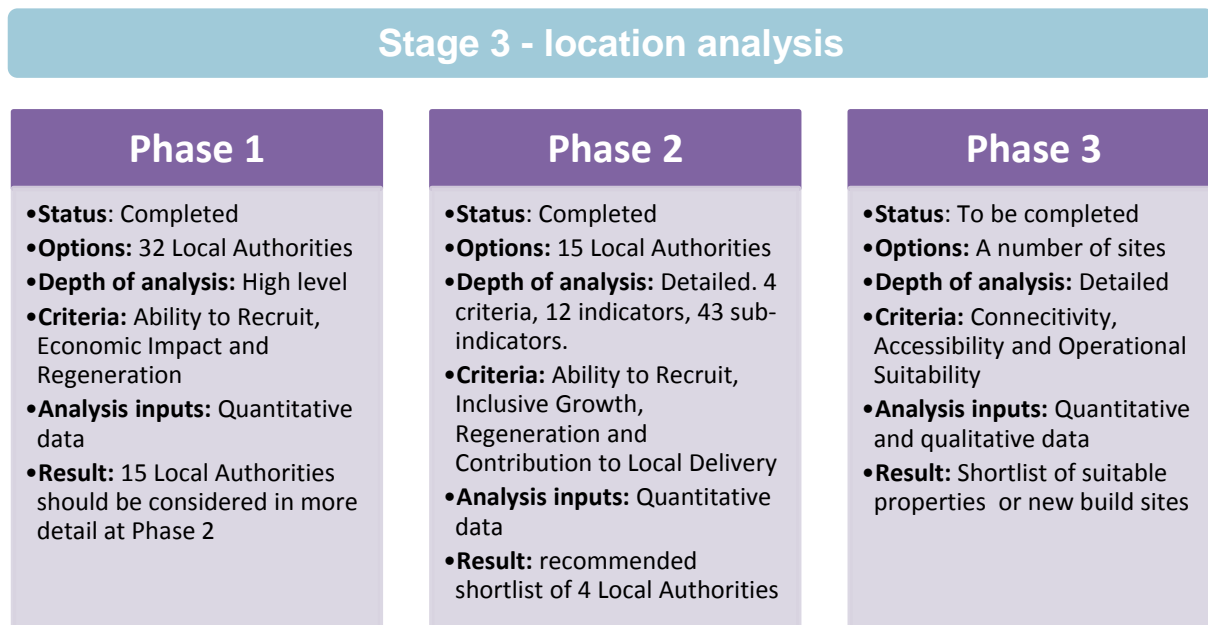 Stage 3 - location analysis
Phase 1
•Status: Completed
•Options: 32 Local Authorities
•Depth of analysis: High level
•Criteria: Ability to Recruit,
Economic Impact and
Regeneration
•Analysis inputs: Quantitative
data
•Result: 15 Local Authorities
should be considered in more
detail at Phase 2
Phase 2
•Status: Completed
•Options: 15 Local Authorities
•Depth of analysis: Detailed. 4
criteria, 12 indicators, 43 sub-
indicators.
•Criteria: Ability to Recruit,
Inclusive Growth,
Regeneration and
Contribution to Local Delivery
•Analysis inputs: Quantitative
data
•Result: recommended
shortlist of 4 Local Authorities
Phase 3
•Status: To be completed
•Options: A number of sites
•Depth of analysis: Detailed
•Criteria: Connecitivity,
Accessibility and Operational
Suitability
•Analysis inputs: Quantitative
and qualitative data
•Result: Shortlist of suitable
properties or new build sites